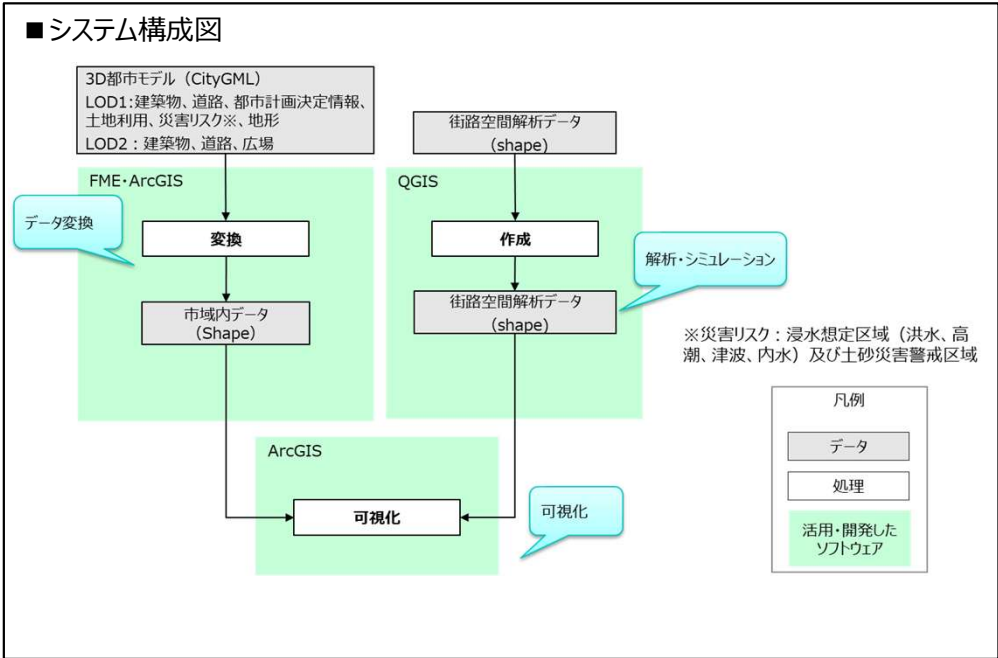 ■システム構成図
3D都市モデル（CityGML）
LOD1:建築物、道路、都市計画決定情報、
土地利用、災害リスク※、地形
LOD2：建築物、道路、広場
街路空間解析データ
(shape)
FME・ArcGIS
QGIS
データ変換
変換
作成
解析・シミュレーション
市域内データ
（Shape）
街路空間解析データ
(shape)
※災害リスク：浸水想定区域（洪水、高
潮、津波、内水）及び土砂災害警戒区域
凡例
データ
処理
活用・開発した
ソフトウェア
ArcGIS
可視化
可視化